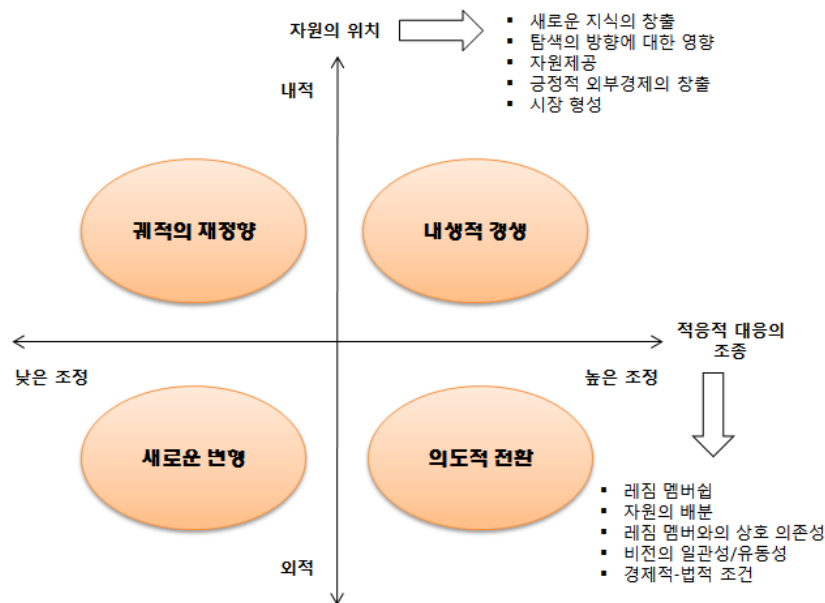 자원의 위치
▪ 새로운 지식의 창출
▪ 탐색의 방향에 대한 영향
▪ 자원제공
▪ 긍정적 외부경제의 창출
▪ 시장 형성
내적
궤적의 재정향
내생적 갱생
적응적 대응의
조종
낮은 조정
높은 조정
새로운 변형
의도적 전환
▪ 레짐 멤버쉽
▪ 자원의 배분
▪ 레짐 멤버와의 상호 의존성
▪ 비전의 일관성/유동성
▪ 경제적-법적 조건
외적